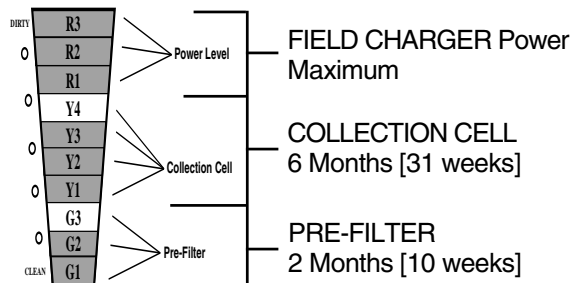 DIRTY
R3
R2
R1
Y4
Y3
Y2
Y1
G3
G2
CLEAN G1
Power Level
Collection Cell
Pre-Filter
FIELD CHARGER Power
Maximum
COLLECTION CELL
6 Months [31 weeks]
PRE-FILTER
2 Months [10 weeks]